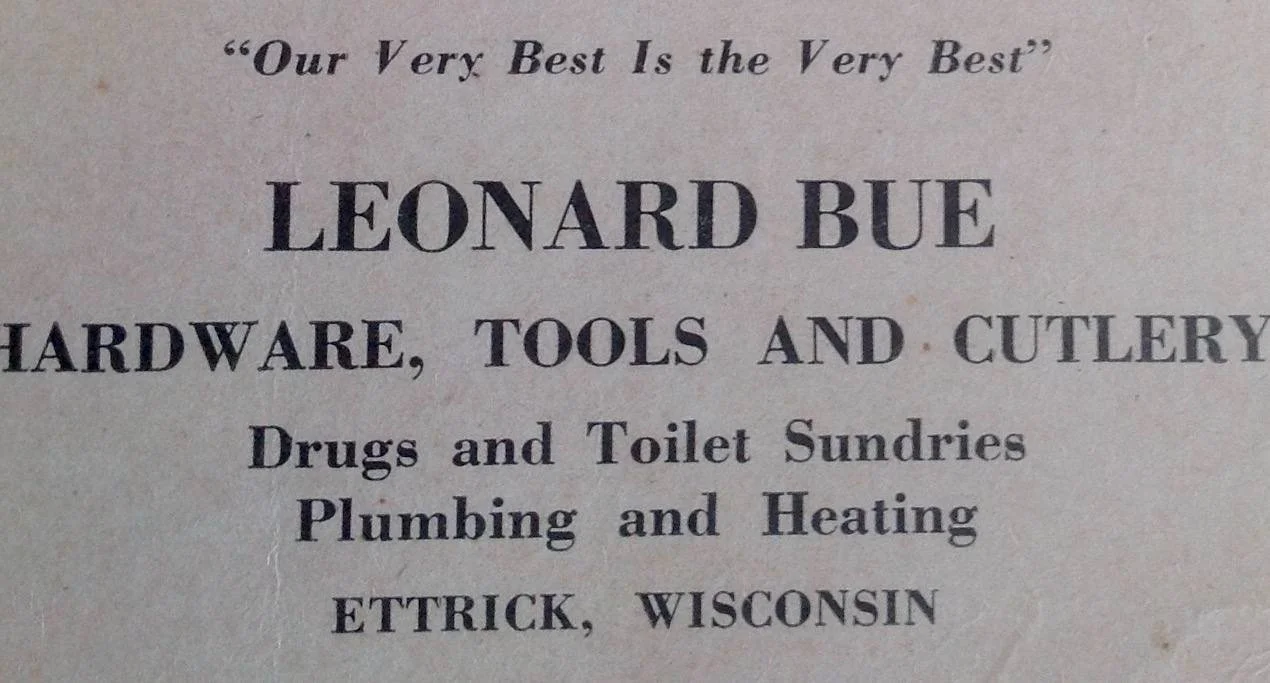 “Our Very Best Is the Very Best”
LEONARD BUE
HARDWARE, TOOLS AND CUTLERY
Drugs and Toilet Sundries
Plumbing and Heating
ETTRICK, WISCONSIN